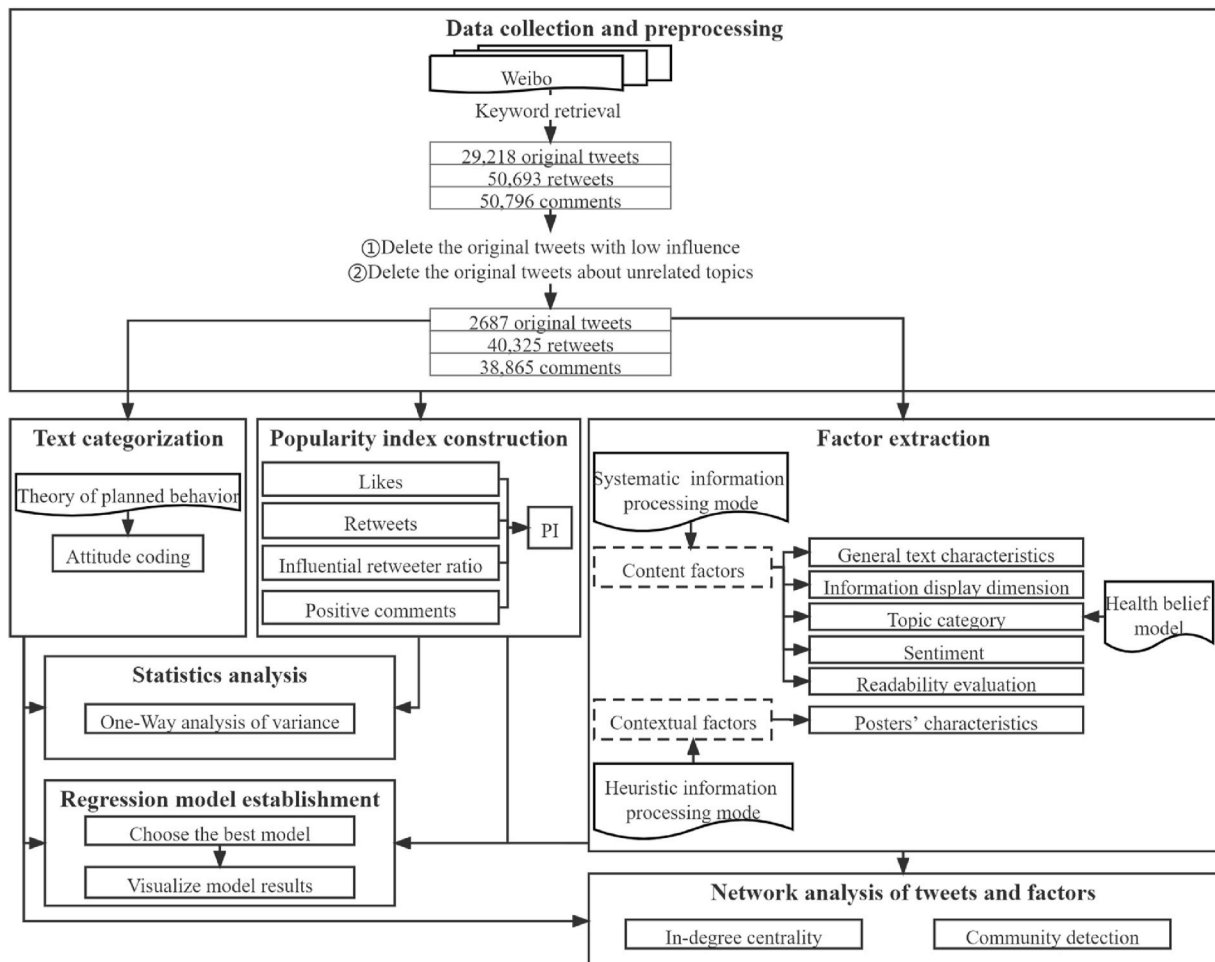 Data collection and preprocessing
Weibo
Keyword retrieval
29,218 original tweets
50,693 retweets
50,796 comments
①Delete the original tweets with low influence
②Delete the original tweets about unrelated topics
2687 original tweets
40,325 retweets
38,865 comments
Text categorization
Theory of planned behavior
Attitude coding
Popularity index construction
Likes
Retweets
Influential retweeter ratio
Positive comments
PI
Factor extraction
Systematic information
processing mode
Content factors
General text characteristics
Information display dimension
Topic category
Sentiment
Readability evaluation
Health belief
model
Contextual factors
Posters’ characteristics
Heuristic information
processing mode
Statistics analysis
One-Way analysis of variance
Regression model establishment
Choose the best model
Visualize model results
Network analysis of tweets and factors
In-degree centrality
Community detection